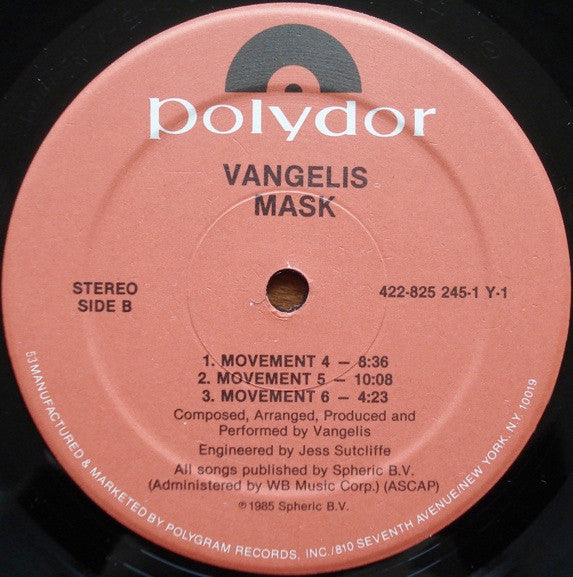 polydor
VANGELIS
MASK
STEREO
SIDE B
422-825 245-1 Y-1
1. MOVEMENT 4 — 8:36
2. MOVEMENT 5 — 10:08
3. MOVEMENT 6 — 4:23
Composed, Arranged, Produced and
Performed by Vangelis
Engineered by Jess Sutcliffe
All songs published by Spheric B.V.
(Administered by WB Music Corp.) (ASCAP)
℗1985 Spheric B.V.
53 MANUFACTURED & MARKETED BY POLYGRAM RECORDS, INC./810 SEVENTH AVENUE/NEW YORK, N.Y. 10019